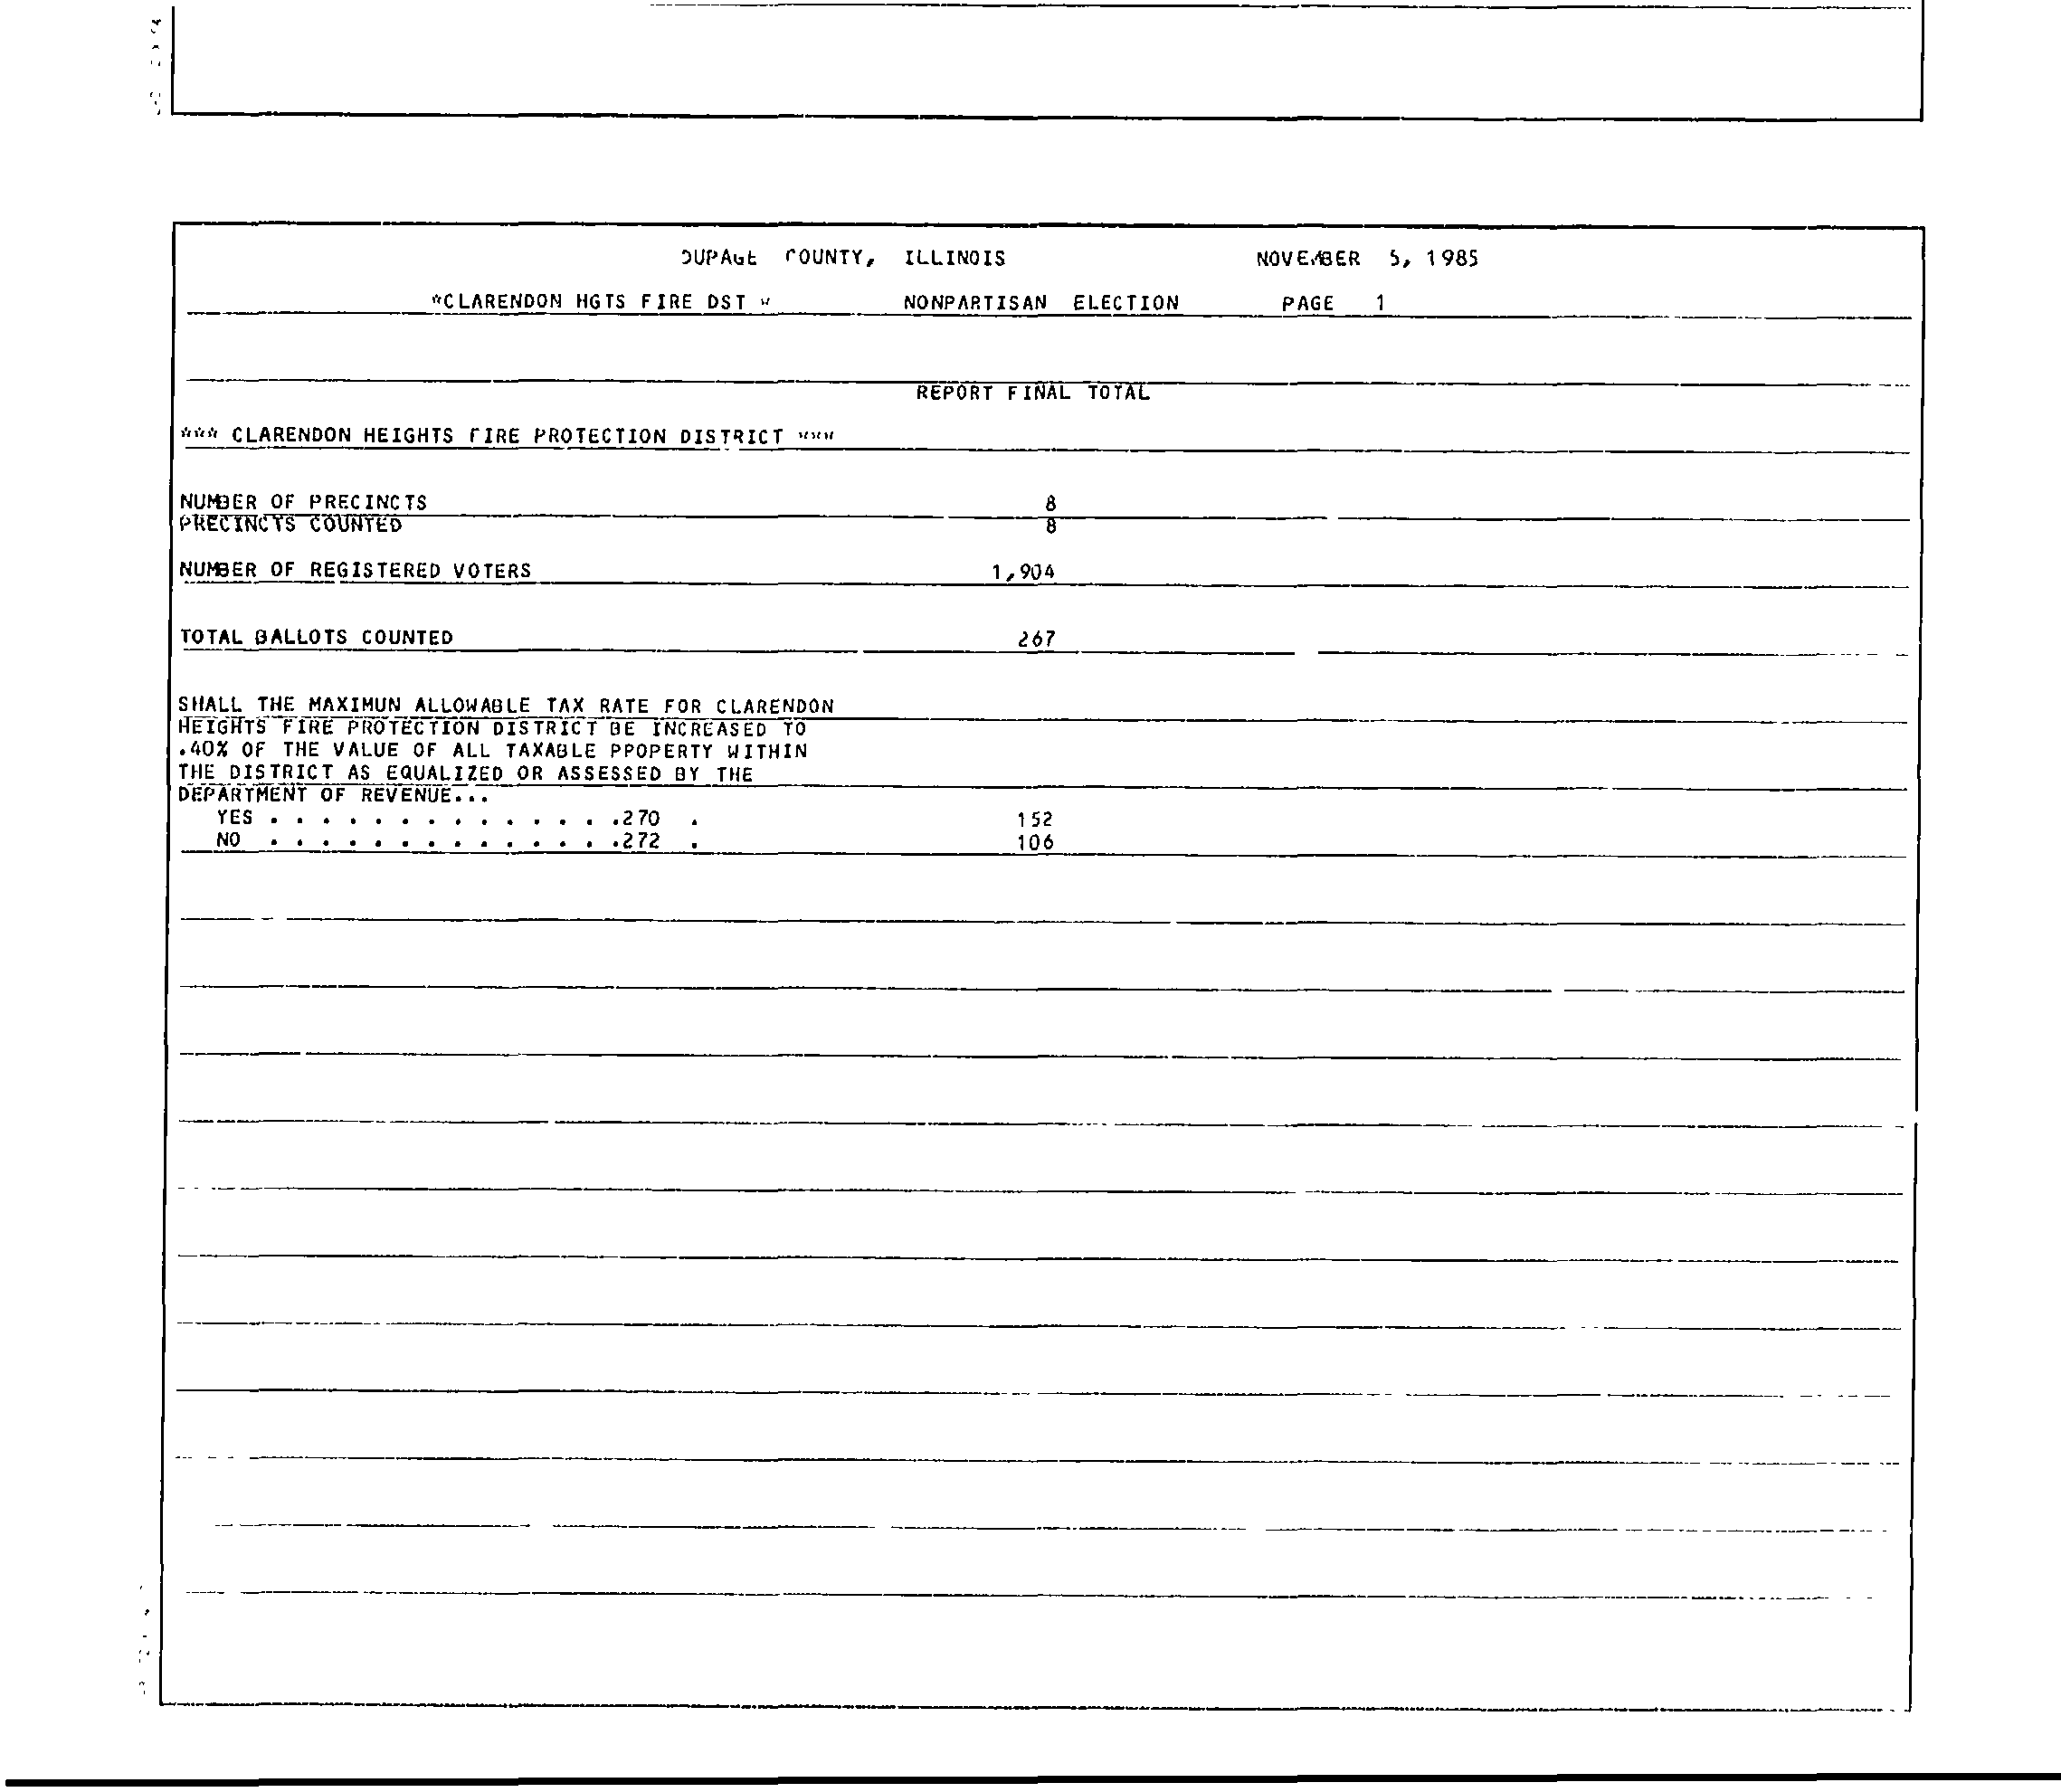 DUPAGE COUNTY, ILLINOIS NOVEMBER 5, 1985
*CLARENDON HGTS FIRE DST * NONPARTISAN ELECTION PAGE 1
REPORT FINAL TOTAL
*** CLARENDON HEIGHTS FIRE PROTECTION DISTRICT ***
NUMBER OF PRECINCTS 8
PRECINCTS COUNTED 8
NUMBER OF REGISTERED VOTERS 1,904
TOTAL BALLOTS COUNTED 267
SHALL THE MAXIMUN ALLOWABLE TAX RATE FOR CLARENDON
HEIGHTS FIRE PROTECTION DISTRICT BE INCREASED TO
.40% OF THE VALUE OF ALL TAXABLE PPOPERTY WITHIN
THE DISTRICT AS EQUALIZED OR ASSESSED BY THE
DEPARTMENT OF REVENUE...
YES . . . . . . . . . . . . . .270 . 152
NO . . . . . . . . . . . . . .272 . 106